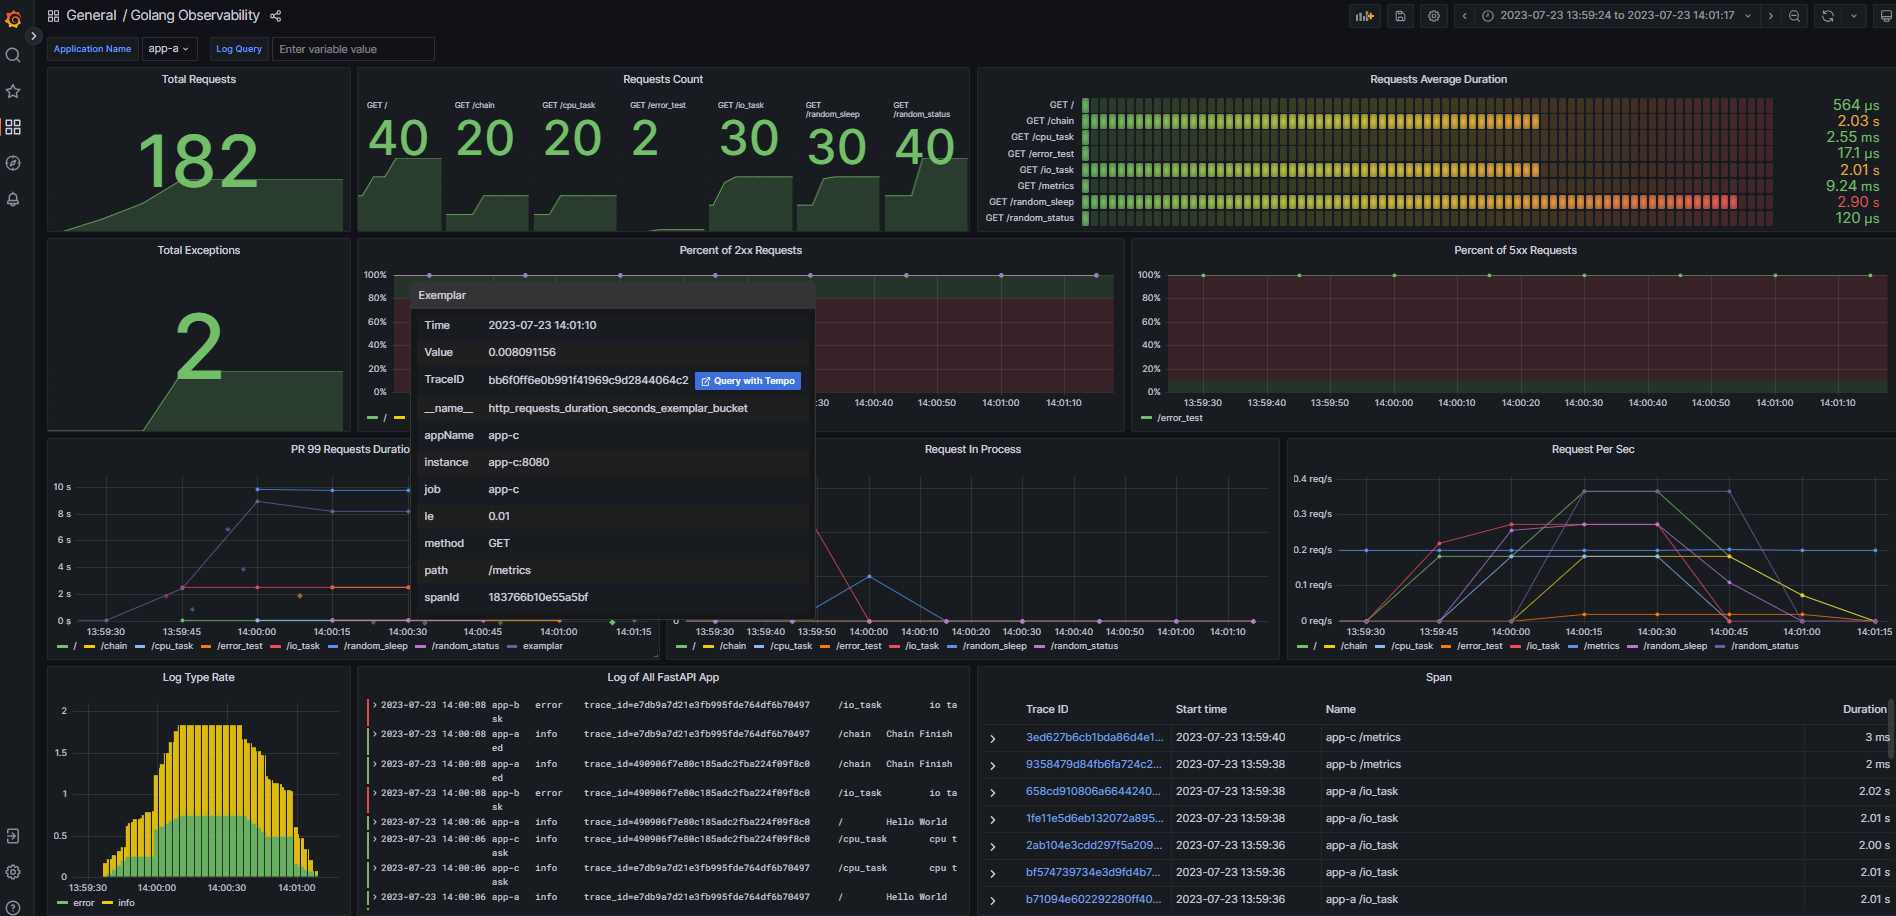 General / Golang Observability
2023-07-23 13:59:24 to 2023-07-23 14:01:17
Application Name app-a Log Query Enter variable value
Total Requests
182
Requests Count
GET / GET /chain GET /cpu_task GET /error_test GET /io_task GET /random_sleep GET /random_status
40 20 20 2 30 30 40
Requests Average Duration
GET / 564 µs
GET /chain 2.03 s
GET /cpu_task 2.55 ms
GET /error_test 17.1 µs
GET /io_task 2.01 s
GET /metrics 9.24 ms
GET /random_sleep 2.90 s
GET /random_status 120 µs
Total Exceptions
2
Percent of 2xx Requests
100%
80%
60%
40%
20%
0%
:30 14:00:40 14:00:50 14:01:00 14:01:10
/
Exemplar
Time 2023-07-23 14:01:10
Value 0.008091156
TraceID bb6f0ff6e0b991f41969c9d2844064c2 Query with Tempo
__name__ http_requests_duration_seconds_exemplar_bucket
appName app-c
instance app-c:8080
job app-c
le 0.01
method GET
path /metrics
spanId 183766b10e55a5bf
Percent of 5xx Requests
100%
80%
60%
40%
20%
0%
13:59:30 13:59:40 13:59:50 14:00:00 14:00:10 14:00:20 14:00:30 14:00:40 14:00:50 14:01:00 14:01:10
/error_test
PR 99 Requests Duratio
10 s
8 s
6 s
4 s
2 s
0 s
13:59:30 13:59:45 14:00:00 14:00:15 14:00:30 14:00:45 14:01:00 14:01:15
/ /chain /cpu_task /error_test /io_task /random_sleep /random_status examplar
Request In Process
0
13:59:30 13:59:40 13:59:50 14:00:00 14:00:10 14:00:20 14:00:30 14:00:40 14:00:50 14:01:00 14:01:10
/ /chain /cpu_task /error_test /io_task /random_sleep /random_status
Request Per Sec
0.4 req/s
0.3 req/s
0.2 req/s
0.1 req/s
0 req/s
13:59:30 13:59:45 14:00:00 14:00:15 14:00:30 14:00:45 14:01:00 14:01:15
/ /chain /cpu_task /error_test /io_task /metrics /random_sleep /random_status
Log Type Rate
2
1.5
1
0.5
0
13:59:30 14:00:00 14:00:30 14:01:00
error info
Log of All FastAPI App
2023-07-23 14:00:08 app-b error trace_id=e7db9a7d21e3fb995fde764df6b70497 /io_task io ta
sk
2023-07-23 14:00:08 app-a info trace_id=e7db9a7d21e3fb995fde764df6b70497 /chain Chain Finish
ed
2023-07-23 14:00:08 app-a info trace_id=490906f7e80c185adc2fba224f09f8c0 /chain Chain Finish
ed
2023-07-23 14:00:08 app-b error trace_id=490906f7e80c185adc2fba224f09f8c0 /io_task io ta
sk
2023-07-23 14:00:06 app-a info trace_id=490906f7e80c185adc2fba224f09f8c0 / Hello World
2023-07-23 14:00:06 app-c info trace_id=490906f7e80c185adc2fba224f09f8c0 /cpu_task cpu t
ask
2023-07-23 14:00:06 app-c info trace_id=e7db9a7d21e3fb995fde764df6b70497 /cpu_task cpu t
ask
2023-07-23 14:00:06 app-a info trace_id=e7db9a7d21e3fb995fde764df6b70497 / Hello World
Span
Trace ID Start time Name Duration
3ed627b6cb1bda86d4e1... 2023-07-23 13:59:40 app-c /metrics 3 ms
9358479d84fb6fa724c2... 2023-07-23 13:59:38 app-b /metrics 2 ms
658cd910806a6644240... 2023-07-23 13:59:38 app-a /io_task 2.02 s
1fe11e5d6eb132072a895... 2023-07-23 13:59:38 app-a /io_task 2.01 s
2ab104e3cdd297f5a209... 2023-07-23 13:59:36 app-a /io_task 2.00 s
bf574739734e3d9fd4b7... 2023-07-23 13:59:36 app-a /io_task 2.01 s
b71094e602292280ff40... 2023-07-23 13:59:36 app-a /io_task 2.01 s